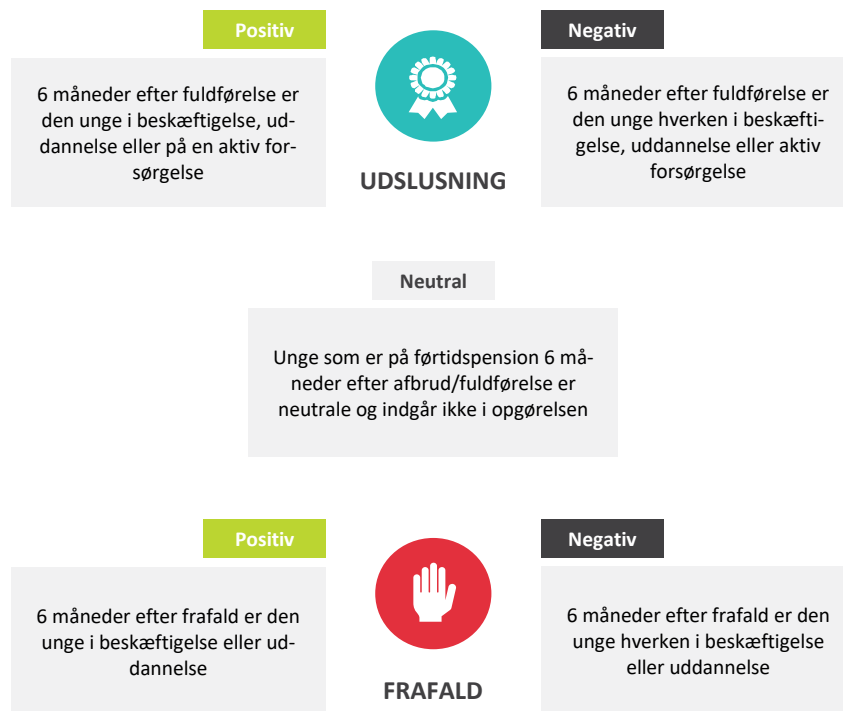 Positiv
6 måneder efter fuldførelse er
den unge i beskæftigelse, ud-
dannelse eller på en aktiv for-
sørgelse
UDSLUSNING
Negativ
6 måneder efter fuldførelse er
den unge hverken i beskæfti-
gelse, uddannelse eller aktiv
forsørgelse
Neutral
Unge som er på førtidspension 6 må-
neder efter afbrud/fuldførelse er
neutrale og indgår ikke i opgørelsen
Positiv
6 måneder efter frafald er den
unge i beskæftigelse eller ud-
dannelse
FRAFALD
Negativ
6 måneder efter frafald er den
unge hverken i beskæftigelse
eller uddannelse